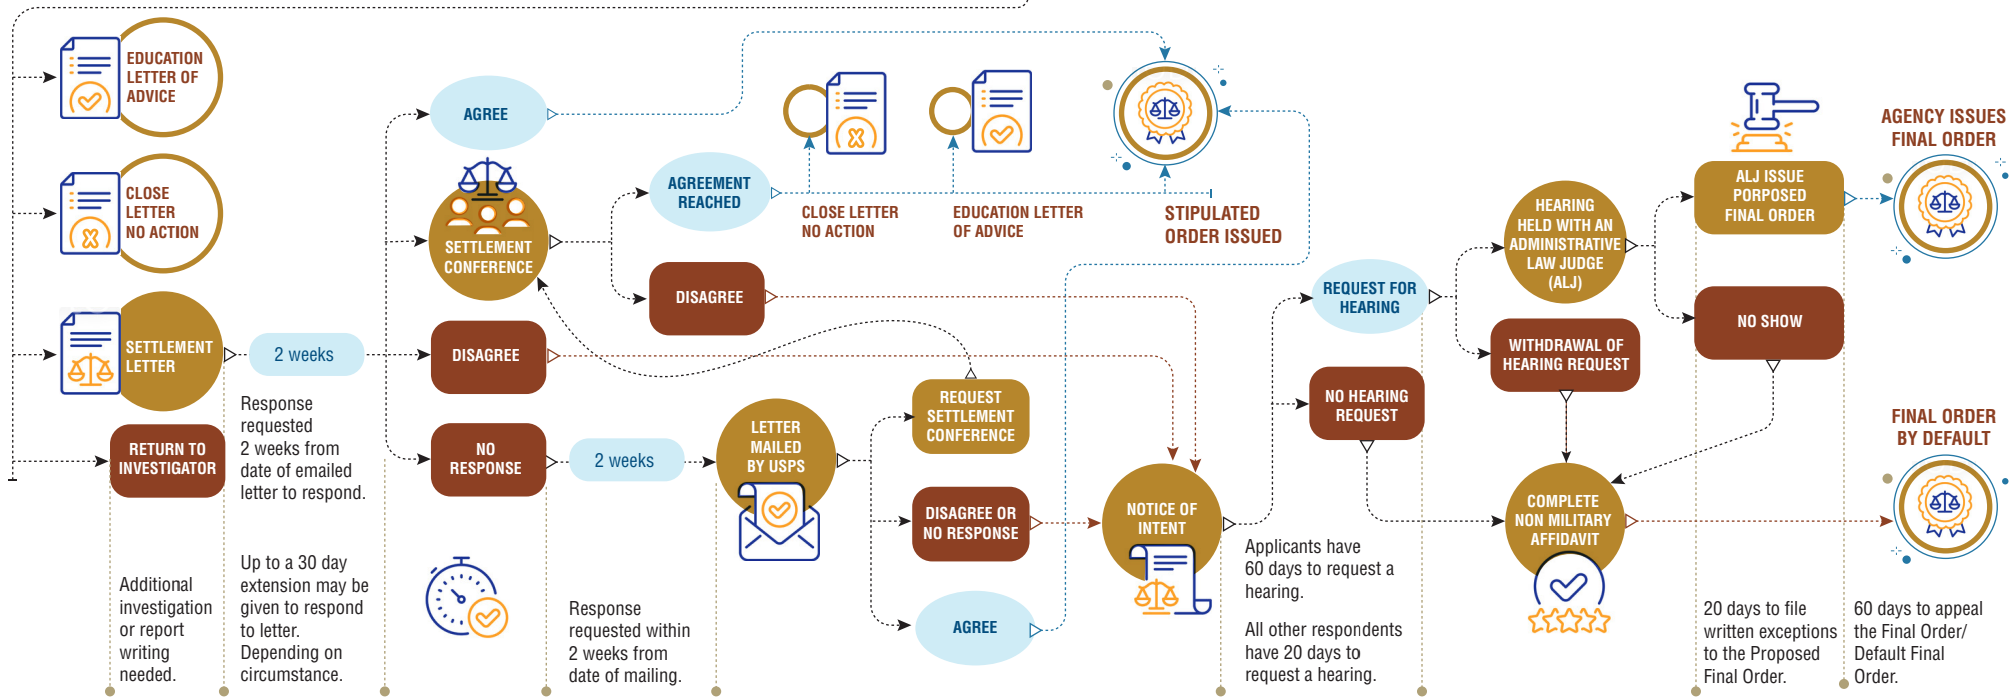 EDUCATION
LETTER OF
ADVICE
CLOSE
LETTER
NO ACTION
SETTLEMENT
LETTER
RETURN TO
INVESTIGATOR
Additional
investigation
or report
writing
needed.
2 weeks
Response
requested
2 weeks from
date of emailed
letter to respond.
Up to a 30 day
extension may be
given to respond
to letter.
Depending on
circumstance.
AGREE
SETTLEMENT
CONFERENCE
DISAGREE
NO
RESPONSE
AGREEMENT
REACHED
DISAGREE
CLOSE LETTER
NO ACTION
EDUCATION LETTER
OF ADVICE
STIPULATED
ORDER ISSUED
2 weeks
Response
requested within
2 weeks from
date of mailing.
LETTER
MAILED
BY USPS
REQUEST
SETTLEMENT
CONFERENCE
DISAGREE OR
NO RESPONSE
AGREE
NOTICE OF
INTENT
Applicants have
60 days to request a
hearing.
All other respondents
have 20 days to
request a hearing.
REQUEST FOR
HEARING
NO HEARING
REQUEST
HEARING
HELD WITH AN
ADMINISTRATIVE
LAW JUDGE
(ALJ)
WITHDRAWAL OF
HEARING REQUEST
COMPLETE
NON MILITARY
AFFIDAVIT
ALJ ISSUE
PORPOSED
FINAL ORDER
NO SHOW
20 days to file
written exceptions
to the Proposed
Final Order.
AGENCY ISSUES
FINAL ORDER
FINAL ORDER
BY DEFAULT
60 days to appeal
the Final Order/
Default Final
Order.